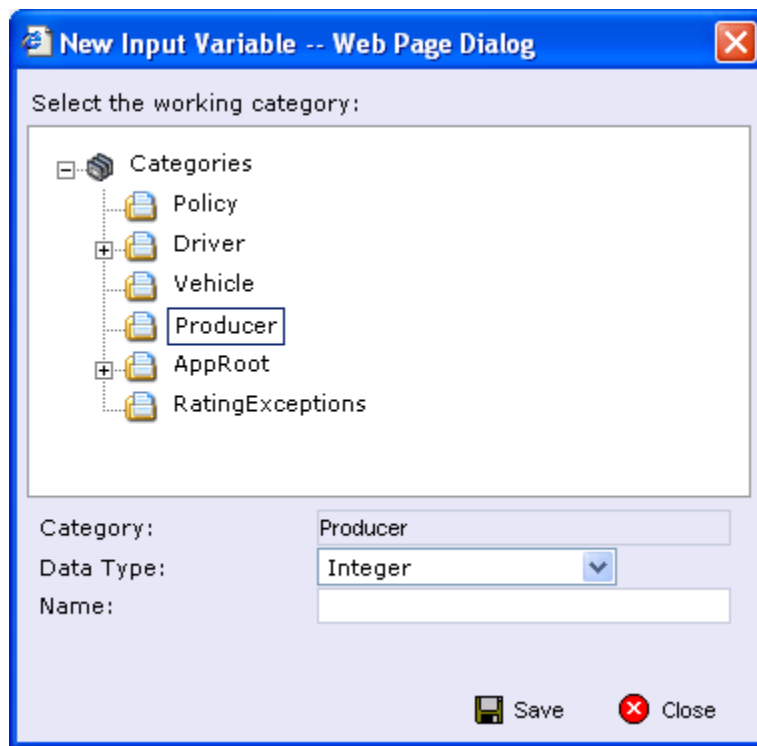 New Input Variable -- Web Page Dialog
Select the working category:
Categories
Policy
Driver
Vehicle
Producer
AppRoot
RatingExceptions
Category: Producer
Data Type: Integer
Name:
Save Close